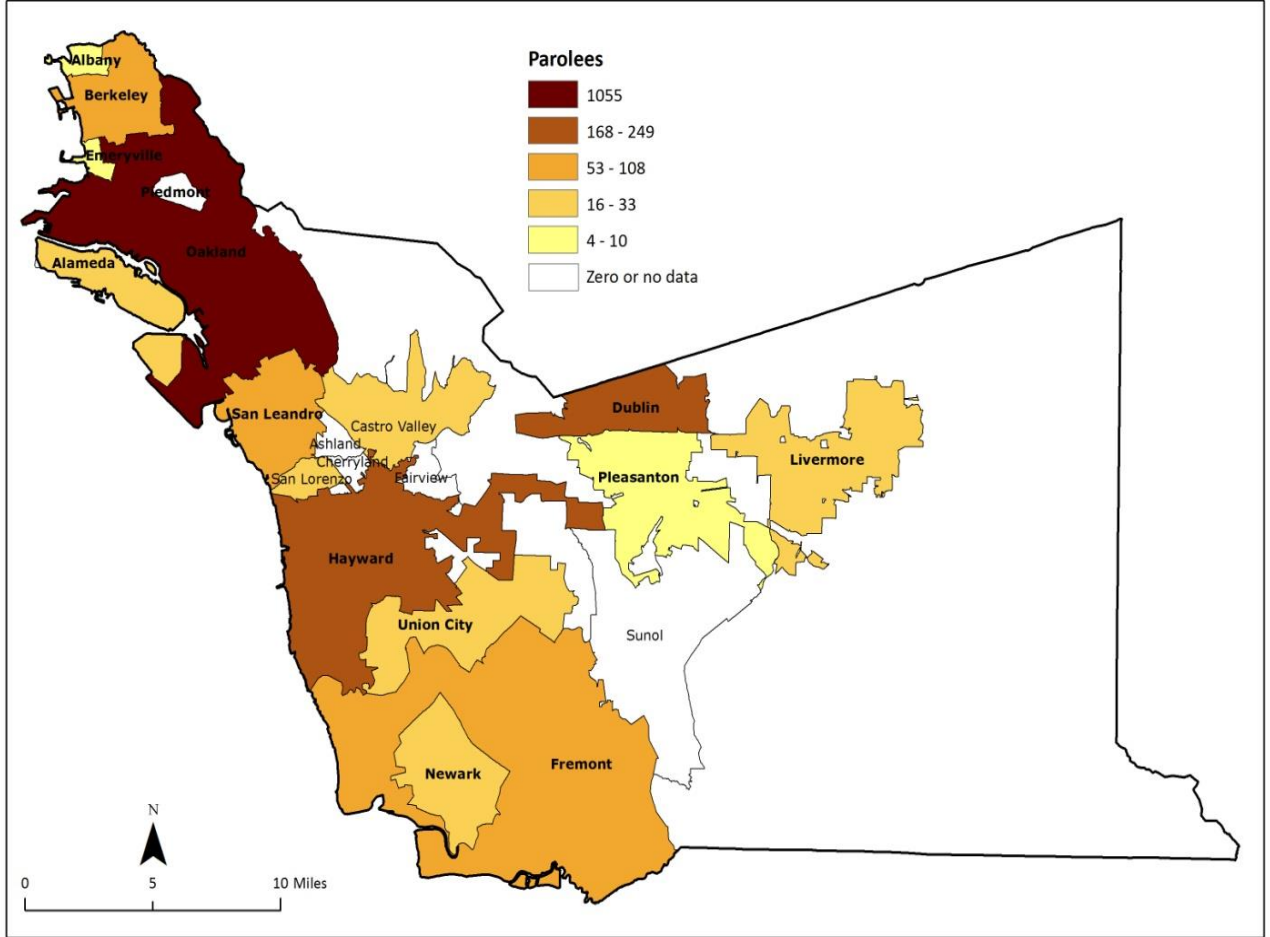 Parolees
1055
168 - 249
53 - 108
16 - 33
4 - 10
Zero or no data
Albany
Berkeley
Emeryville
Piedmont
Oakland
Alameda
San Leandro
Castro Valley
Ashland
Cherryland
San Lorenzo
Fairview
Dublin
Livermore
Pleasanton
Hayward
Union City
Sunol
Newark
Fremont
N
0 5 10 Miles